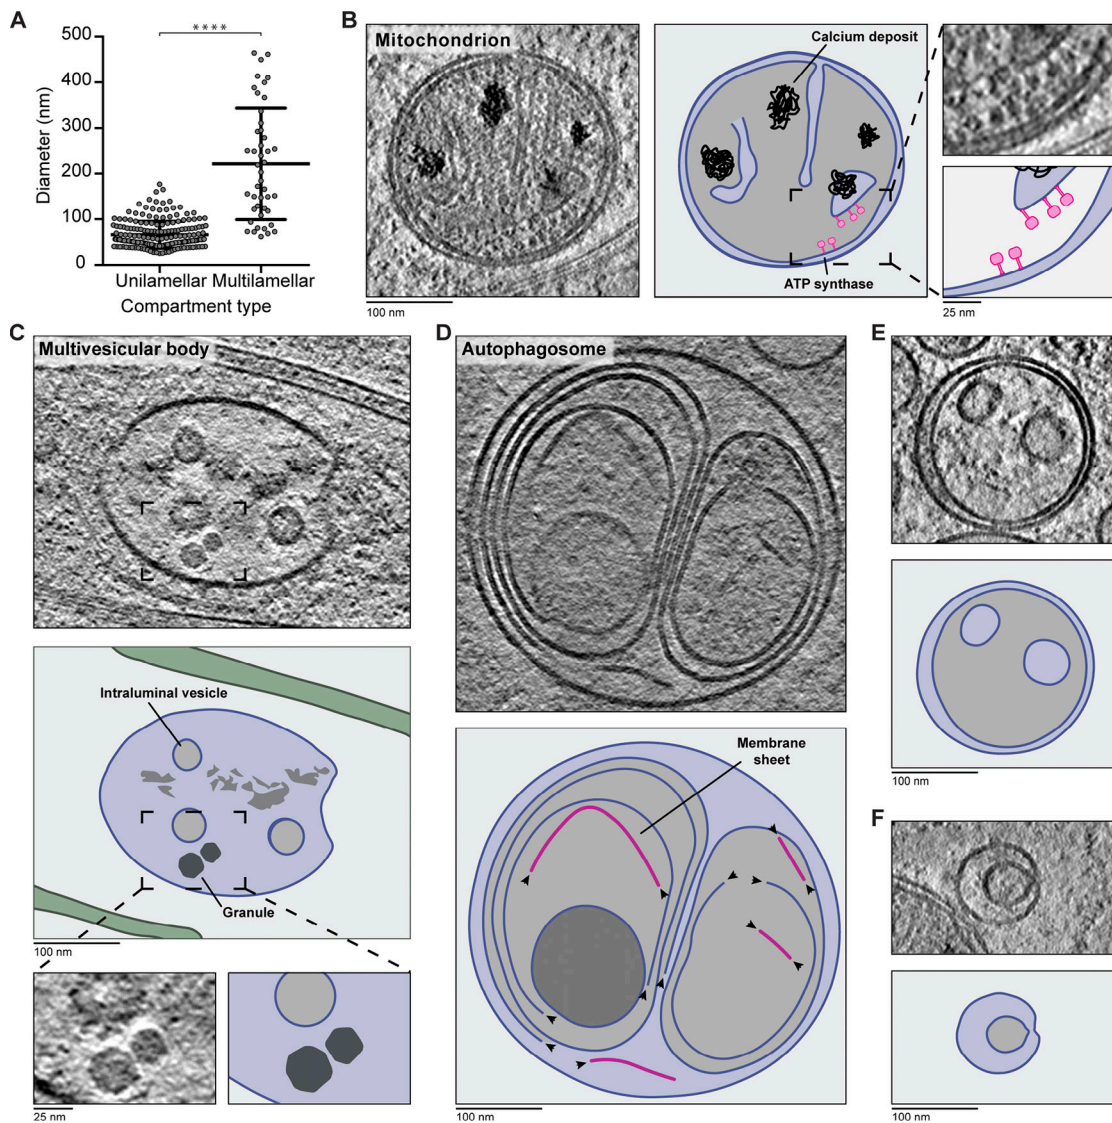 A
****
500
400
300
200
100
0
Diameter (nm)
Unilamellar Multilamellar
Compartment type
B
Mitochondrion
100 nm
Calcium deposit
ATP synthase
25 nm
C
Multivesicular body
Intraluminal vesicle
Granule
100 nm
25 nm
D
Autophagosome
Membrane
sheet
100 nm
E
100 nm
F
100 nm